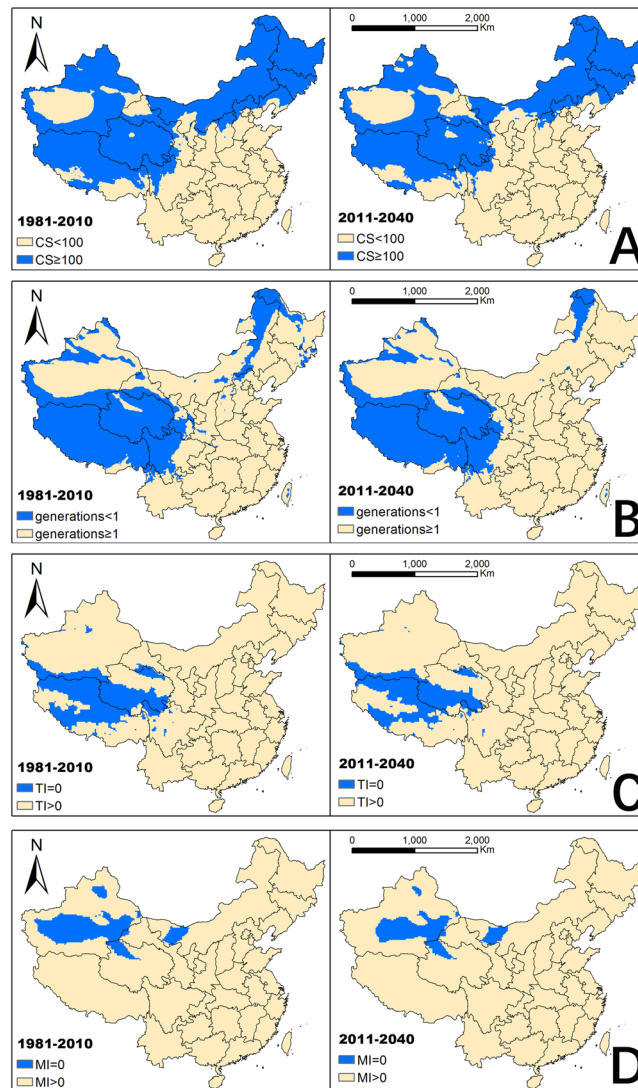 N
0 1,000 2,000
Km
1981-2010
CS<100
CS≥100
2011-2040
CS<100
CS≥100
A
N
0 1,000 2,000
Km
1981-2010
generations<1
generations≥1
2011-2040
generations<1
generations≥1
B
N
0 1,000 2,000
Km
1981-2010
TI=0
TI>0
2011-2040
TI=0
TI>0
C
N
0 1,000 2,000
Km
1981-2010
MI=0
MI>0
2011-2040
MI=0
MI>0
D